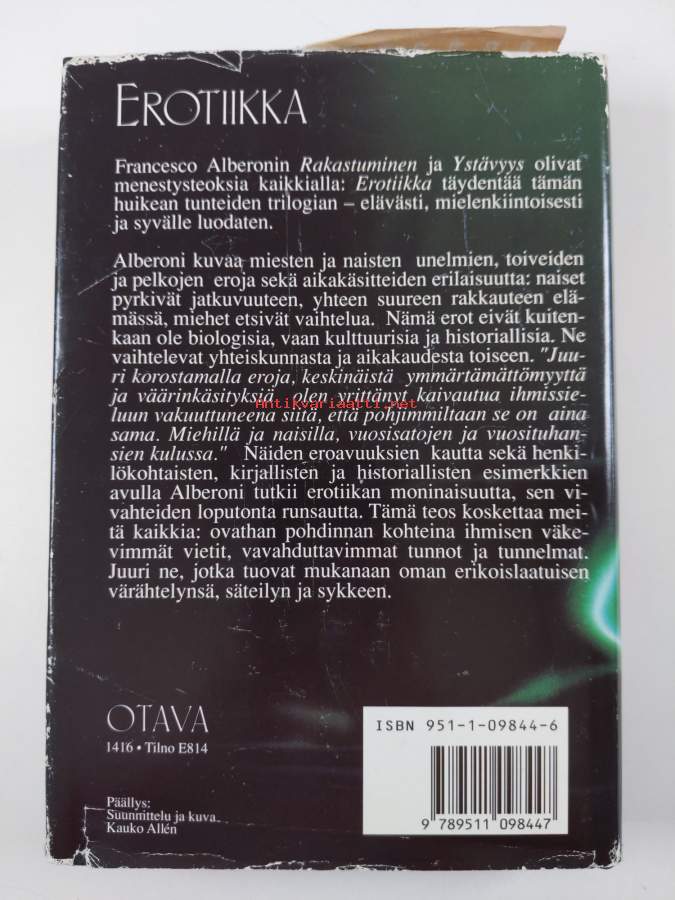 EROTIIKKA
Francesco Alberonin Rakastuminen ja Ystävyys olivat
menestysteoksia kaikkialla: Erotiikka täydentää tämän
huikean tunteiden trilogian – elävästi, mielenkiintoisesti
ja syvälle luodaten.
Alberoni kuvaa miesten ja naisten unelmien, toiveiden
ja pelkojen eroja sekä aikakäsitteiden erilaisuutta: naiset
pyrkivät jatkuvuuteen, yhteen suureen rakkauteen elä-
mässä, miehet etsivät vaihtelua. Nämä erot eivät kuiten-
kaan ole biologisia, vaan kulttuurisia ja historiallisia. Ne
vaihtelevat yhteiskunnasta ja aikakaudesta toiseen. "Juu-
ri korostamalla eroja, keskinäistä ymmärtämättömyyttä
ja väärinkäsityksiä olen yrittänyt kaivautua ihmissie-
Antikvariaatti.net
luun vakuuttuneena siitä, että pohjimmiltaan se on aina
sama. Miehillä ja naisilla, vuosisatojen ja vuosituhan-
sien kulussa." Näiden eroavuuksien kautta sekä henki-
lökohtaisten, kirjallisten ja historiallisten esimerkkien
avulla Alberoni tutkii erotiikan moninaisuutta, sen vi-
vahteiden loputonta runsautta. Tämä teos koskettaa mei-
tä kaikkia: ovathan pohdinnan kohteina ihmisen väke-
vimmät vietit, vavahduttavimmat tunnot ja tunnelmat.
Juuri ne, jotka tuovat mukanaan oman erikoislaatuisen
värähtelynsä, säteilyn ja sykkeen.
OTAVA
1416 • Tilno E814
Päällys:
Suunnittelu ja kuva
Kauko Allén
ISBN 951-1-09844-6
9 789511 098447